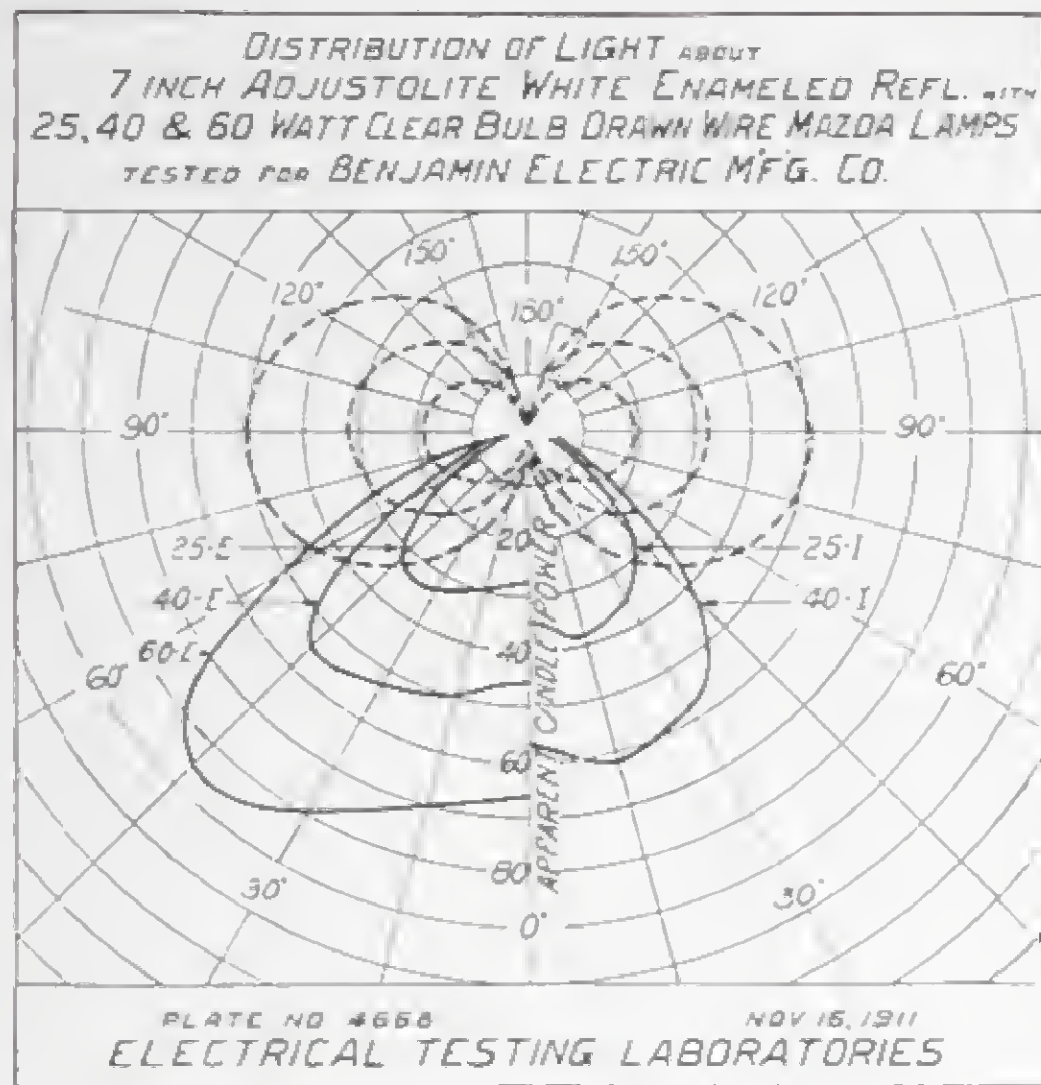 DISTRIBUTION OF LIGHT ABOUT
7 INCH ADJUSTOLITE WHITE ENAMELED REFL. WITH
25, 40 & 60 WATT CLEAR BULB DRAWN WIRE MAZDA LAMPS
TESTED FOR BENJAMIN ELECTRIC M'F'G. CO.
150° 150°
120° 150° 120°
90° 90°
25-E 20 25-I
40-E 40-I
60-E 40
60° 60°
60
APPARENT CANDLE POWER
80
30° 30°
0°
PLATE NO 4668 NOV 16, 1911
ELECTRICAL TESTING LABORATORIES